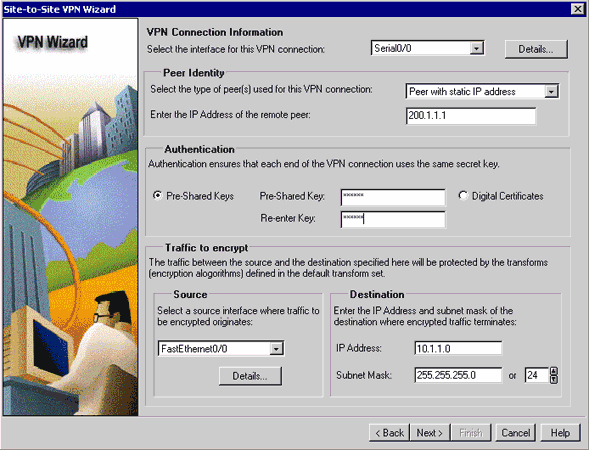 Site-to-Site VPN Wizard
VPN Wizard
VPN Connection Information
Select the interface for this VPN connection: Serial0/0 Details...
Peer Identity
Select the type of peer(s) used for this VPN connection: Peer with static IP address
Enter the IP Address of the remote peer: 200.1.1.1
Authentication
Authentication ensures that each end of the VPN connection uses the same secret key.
Pre-Shared Keys Pre-Shared Key: ****** Digital Certificates
Re-enter Key: ******
Traffic to encrypt
The traffic between the source and the destination specified here will be protected by the transforms
(encryption alogorithms) defined in the default transform set.
Source
Select a source interface where traffic to
be encrypted originates:
FastEthernet0/0
Details...
Destination
Enter the IP Address and subnet mask of the
destination where encrypted traffic terminates:
IP Address: 10.1.1.0
Subnet Mask: 255.255.255.0 or 24
< Back Next > Finish Cancel Help